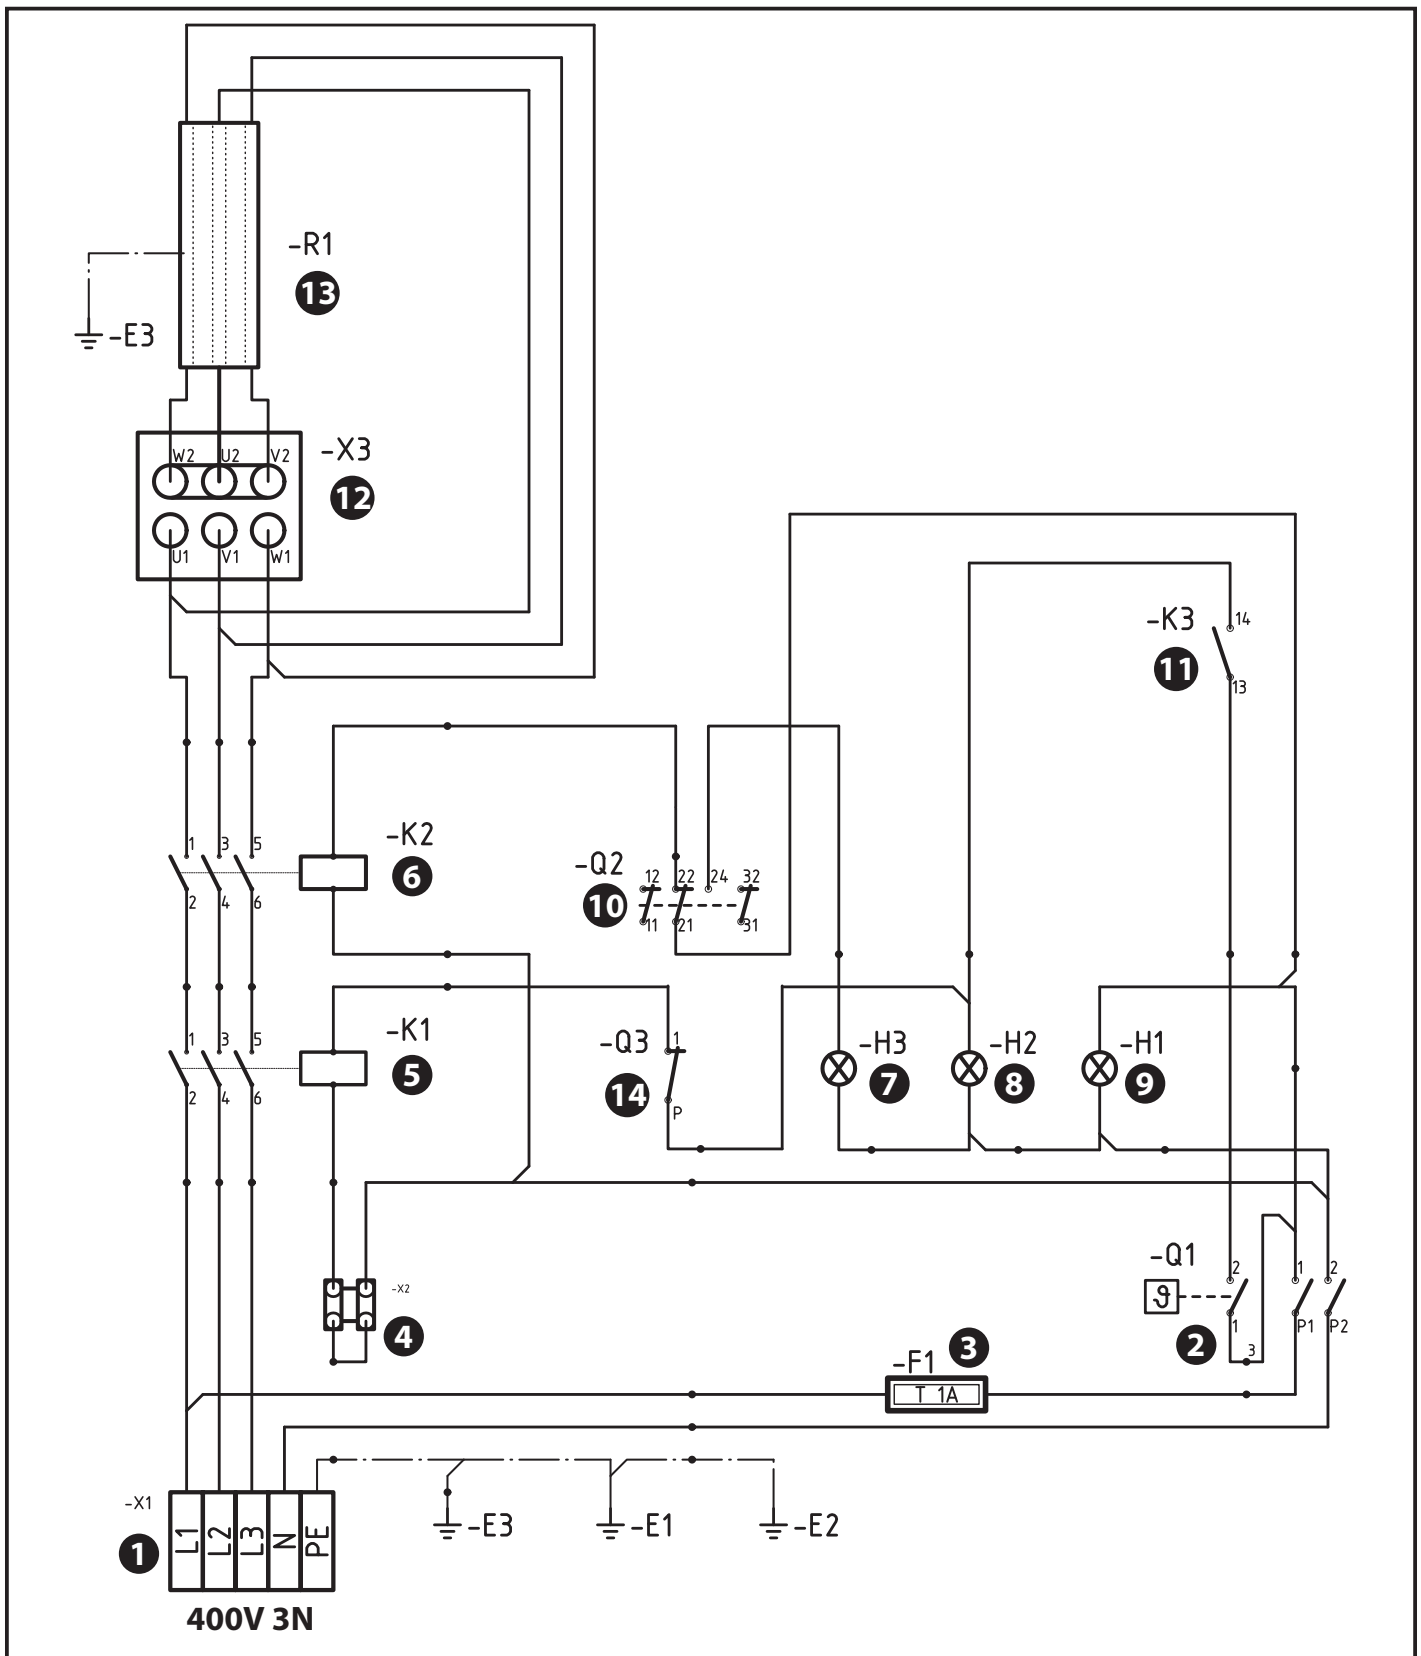 -R1
13
-E3
-X3
12
W2 U2 V2
U1 V1 W1
-K3
14
11
13
-K2
6
1 3 5
2 4 6
-Q2
10
12 22 24 32
11 21 31
-K1
5
1 3 5
2 4 6
-Q3
1
14
P
-H3
7
-H2
8
-H1
9
-Q1
ϑ
2
2 1 2
1 P1 P2
3
-X2
4
-F1
3
T 1A
-X1
1
L1 L2 L3 N PE
-E3
-E1
-E2
400V 3N